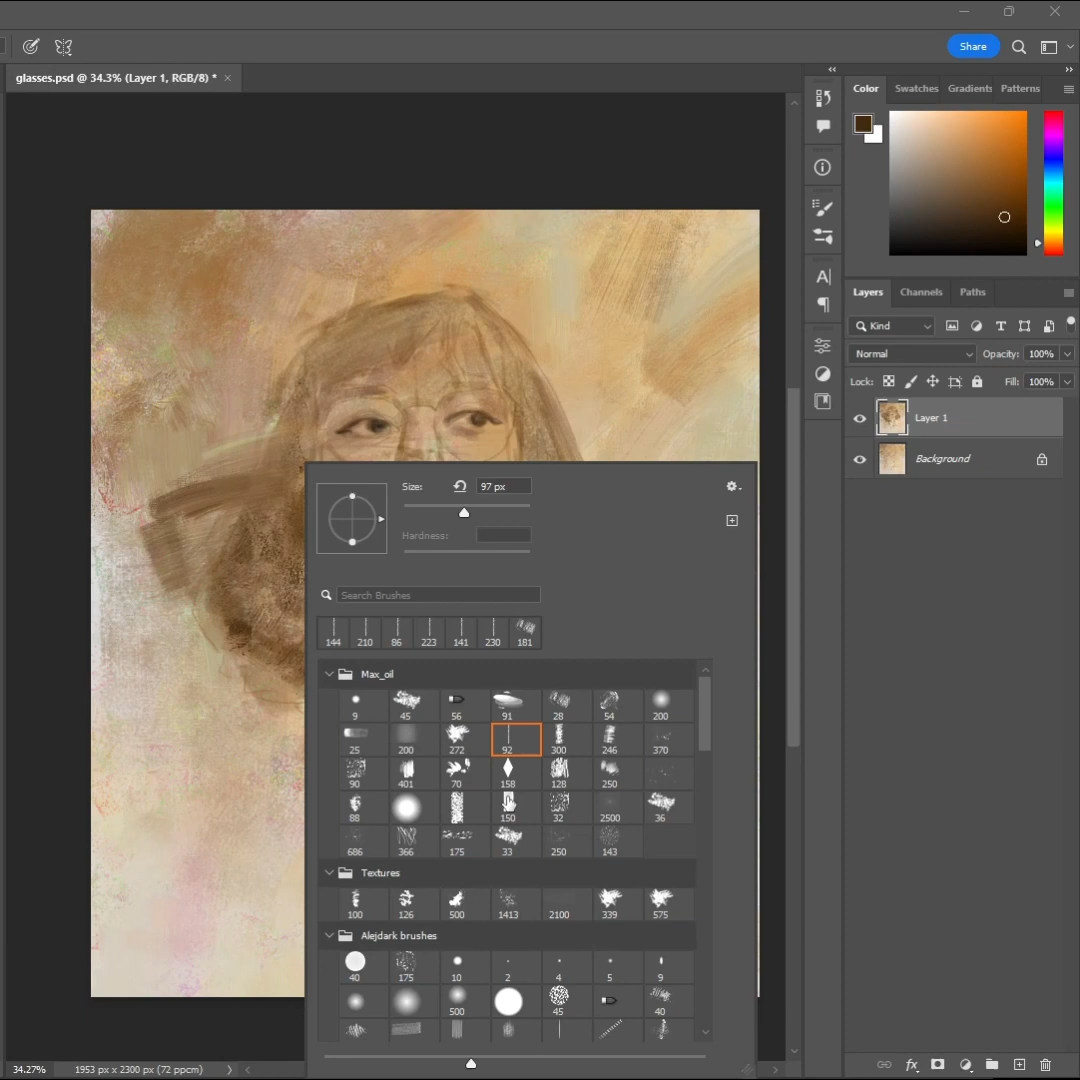 Share
glasses.psd @ 34.3% (Layer 1, RGB/8) * ×
Color Swatches Gradients Patterns
Layers Channels Paths
Kind
Normal Opacity: 100%
Lock: Fill: 100%
Layer 1
Background
Size: 97 px
Hardness:
Search Brushes
144 210 86 223 141 230 181
Max_oil
9 45 56 91 28 54 200
25 200 272 92 300 246 370
90 401 70 158 128 250
88 150 32 2500 36
686 366 175 33 250 143
Textures
100 126 500 1413 2100 339 575
Alejdark brushes
40 175 10 2 4 5 9
500 45 40
34.27% 1953 px x 2300 px (72 ppcm)